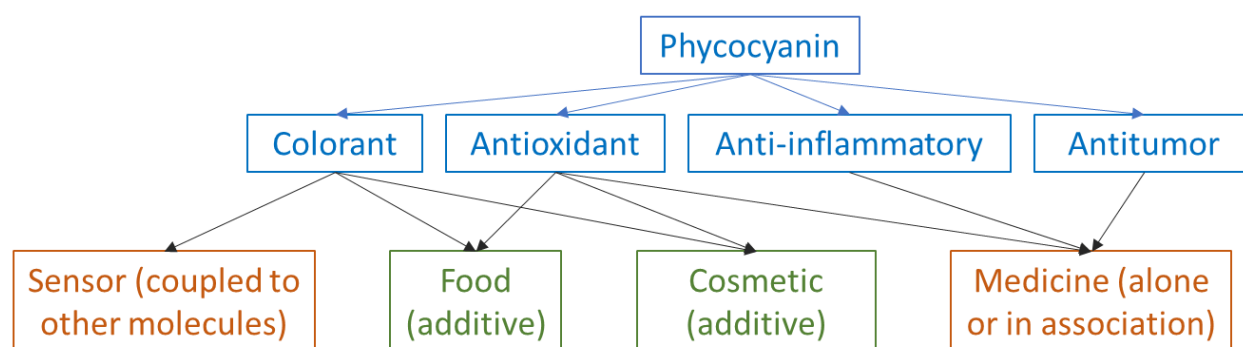 Phycocyanin
Colorant
Antioxidant
Anti-inflammatory
Antitumor
Sensor (coupled to
other molecules)
Food
(additive)
Cosmetic
(additive)
Medicine (alone
or in association)